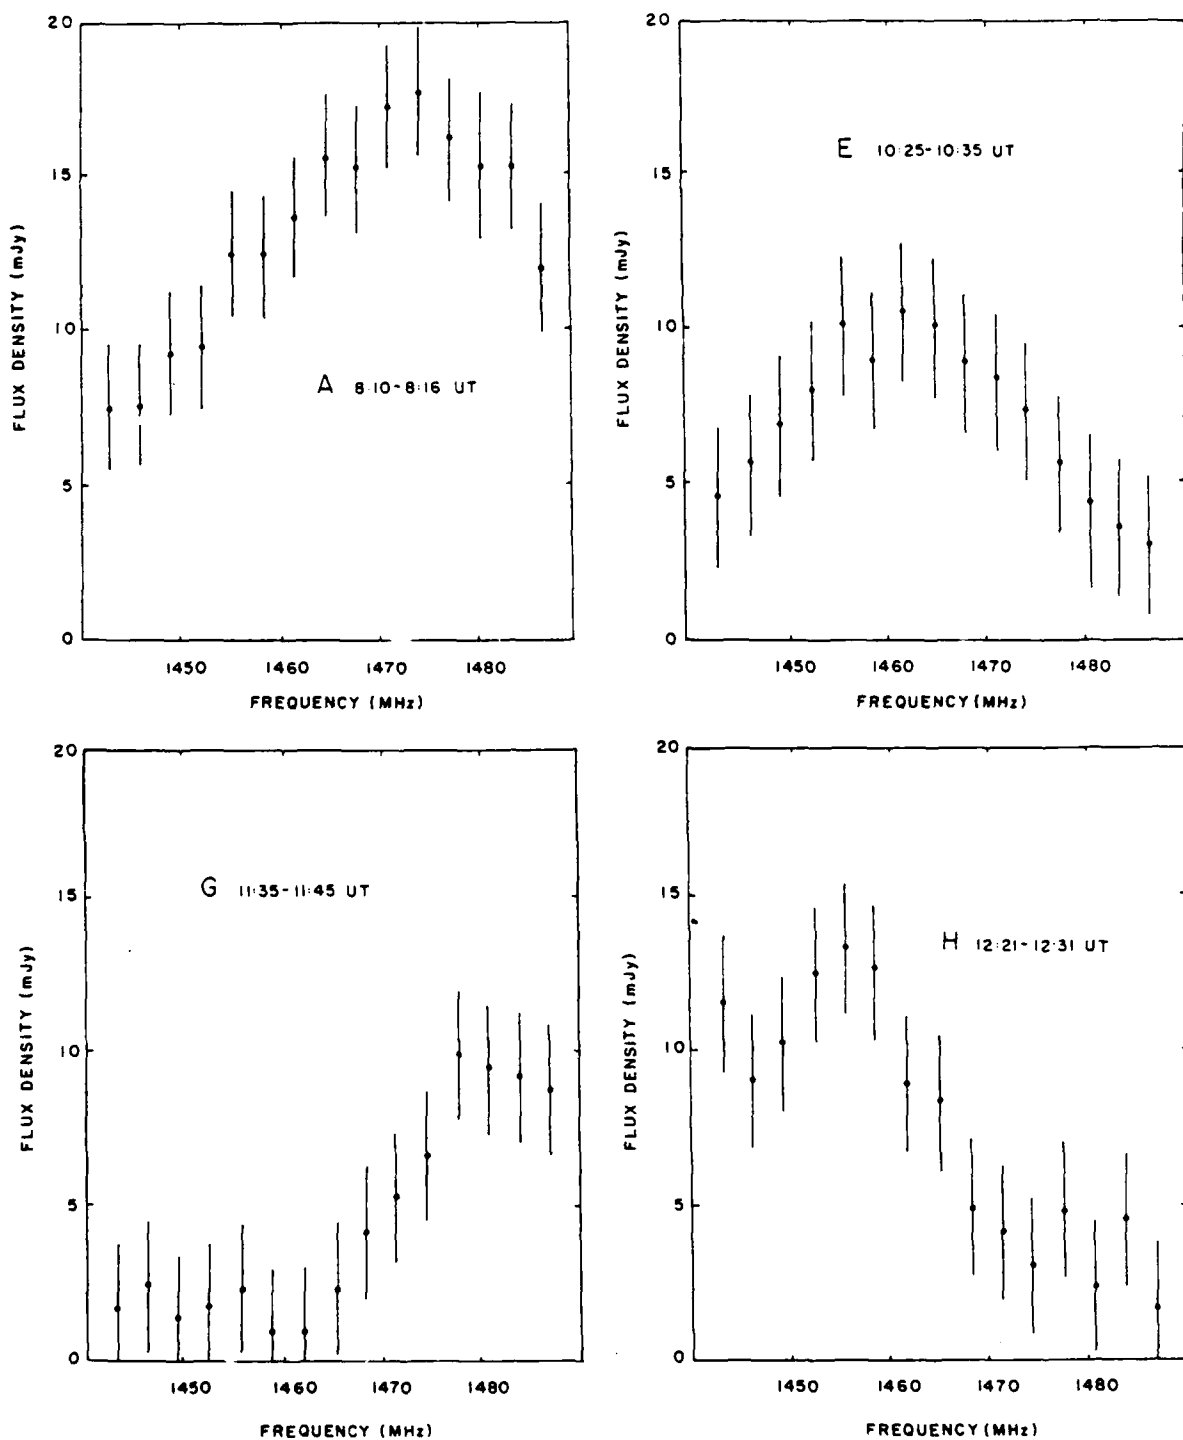 20
15
10
5
0
FLUX DENSITY (mJy)
A 8:10-8:16 UT
1450 1460 1470 1480
FREQUENCY (MHz)
20
15
10
5
0
FLUX DENSITY (mJy)
E 10:25-10:35 UT
1450 1460 1470 1480
FREQUENCY (MHz)
20
15
10
5
0
FLUX DENSITY (mJy)
G 11:35-11:45 UT
1450 1460 1470 1480
FREQUENCY (MHz)
20
15
10
5
0
FLUX DENSITY (mJy)
H 12:21-12:31 UT
1450 1460 1470 1480
FREQUENCY (MHz)